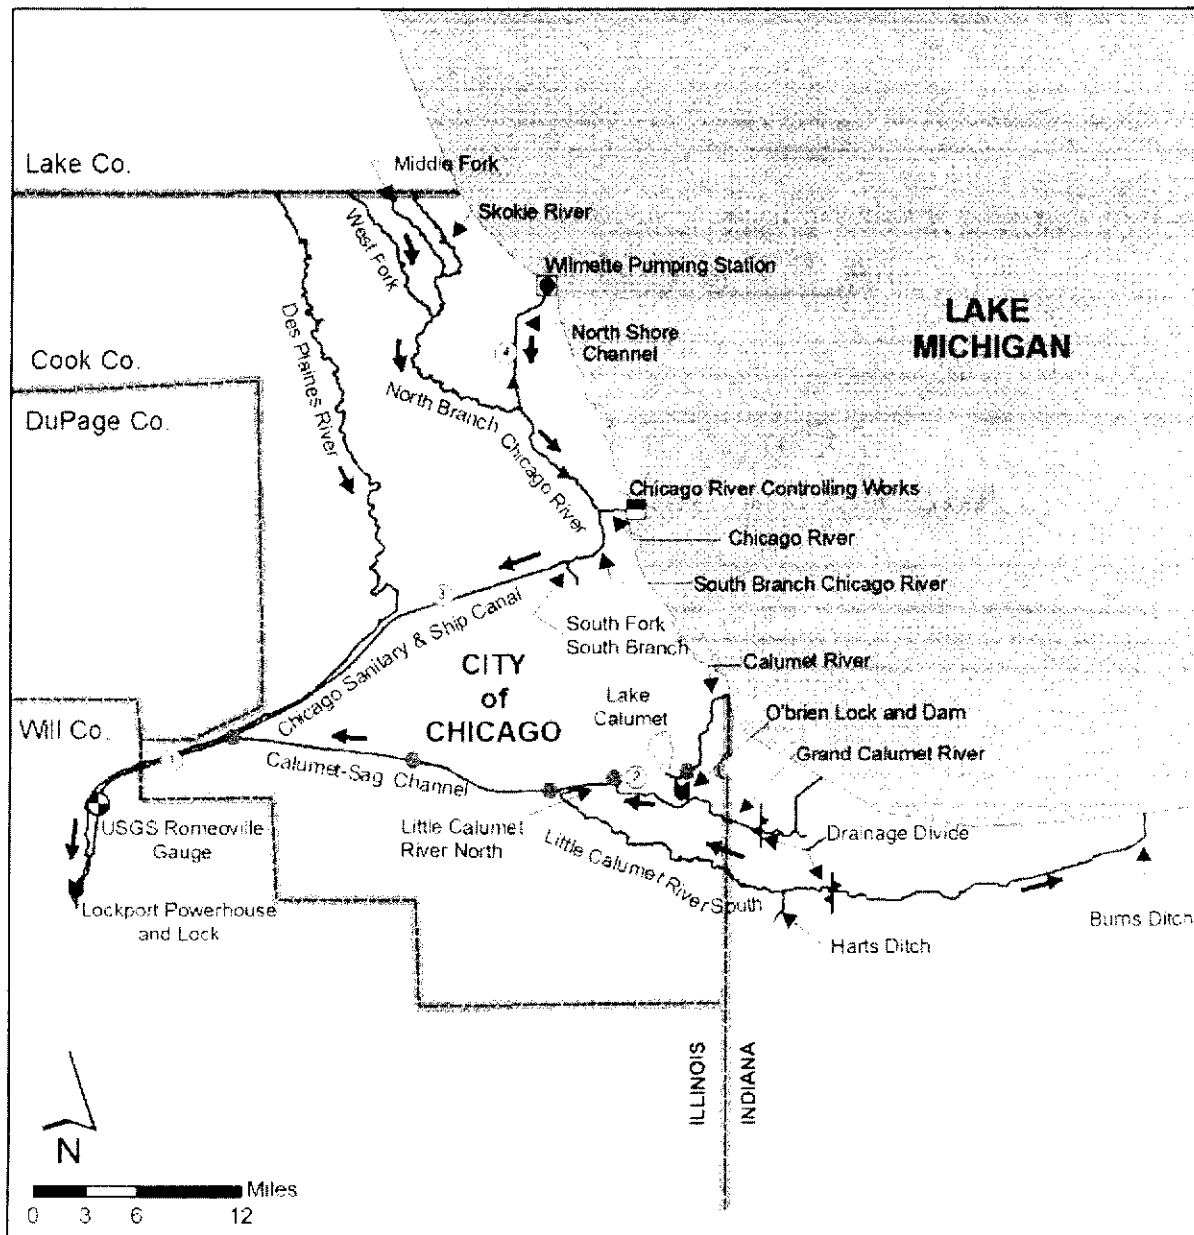 Lake Co.
Middle Fork
Skokie River
West Fork
Wilmette Pumping Station
LAKE
MICHIGAN
Des Plaines River
North Shore
Channel
4
Cook Co.
DuPage Co.
North Branch Chicago River
Chicago River Controlling Works
Chicago River
South Branch Chicago River
3
South Fork
South Branch
Chicago Sanitary & Ship Canal
CITY
of
CHICAGO
Calumet River
Lake
Calumet
O'brien Lock and Dam
Will Co.
Grand Calumet River
1
2
Calumet-Sag Channel
USGS Romeoville
Gauge
Little Calumet
River North
Little Calumet River South
Drainage Divide
Lockport Powerhouse
and Lock
Harts Ditch
Burns Ditch
ILLINOIS
INDIANA
N
Miles
0 3 6 12